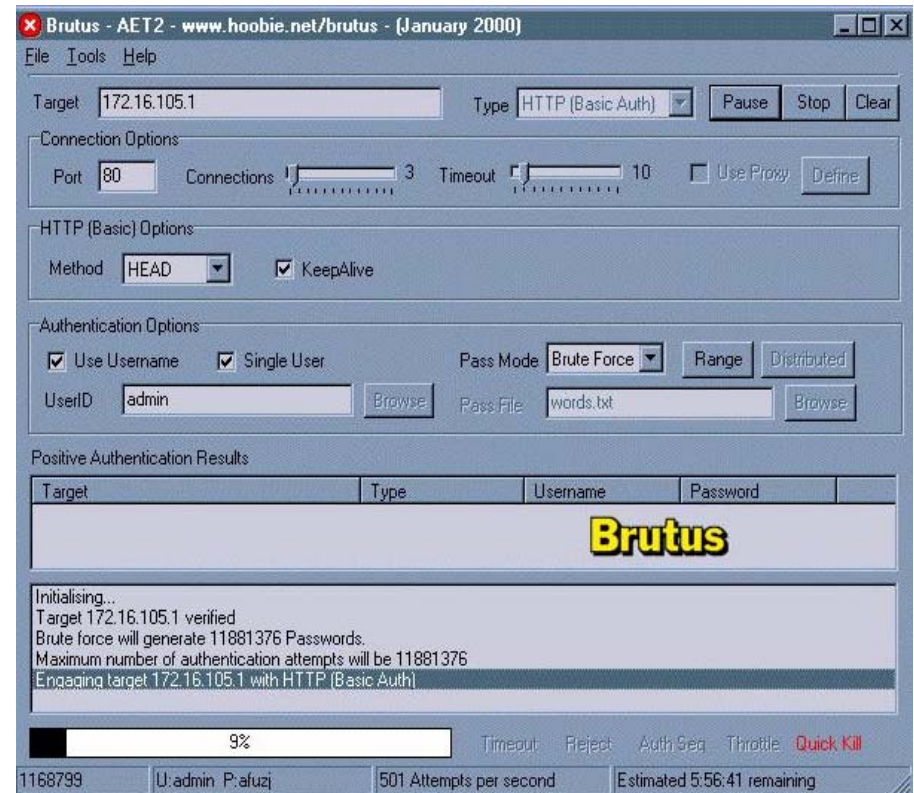 Brutus - AET2 - www.hoobie.net/brutus - (January 2000)
File Tools Help
Target 172.16.105.1 Type HTTP (Basic Auth) Pause Stop Clear
Connection Options
Port 80 Connections 3 Timeout 10 Use Proxy Define
HTTP (Basic) Options
Method HEAD KeepAlive
Authentication Options
Use Username Single User Pass Mode Brute Force Range Distributed
UserID admin Browse Pass File words.txt Browse
Positive Authentication Results
Target Type Username Password
Brutus
Initialising...
Target 172.16.105.1 verified
Brute force will generate 11881376 Passwords.
Maximum number of authentication attempts will be 11881376
Engaging target 172.16.105.1 with HTTP (Basic Auth)
9% Timeout Reject Auth Seq Throttle Quick Kill
1168799 U:admin P:afuzj 501 Attempts per second Estimated 5:56:41 remaining